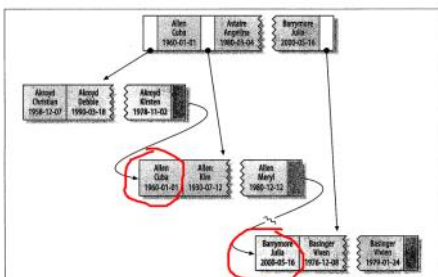 Allen
Cuba
1960-01-01
Astaire
Angelina
1980-03-04
Barrymore
Julia
2000-05-16
Akroyd
Christian
1958-12-07
Akroyd
Debbie
1990-03-18
Akroyd
Kirsten
1978-11-02
Allen
Cuba
1960-01-01
Allen
Kim
1930-07-12
Allen
Meryl
1980-12-12
Barrymore
Julia
2000-05-16
Basinger
Viven
1976-12-08
Basinger
Vivien
1979-01-24